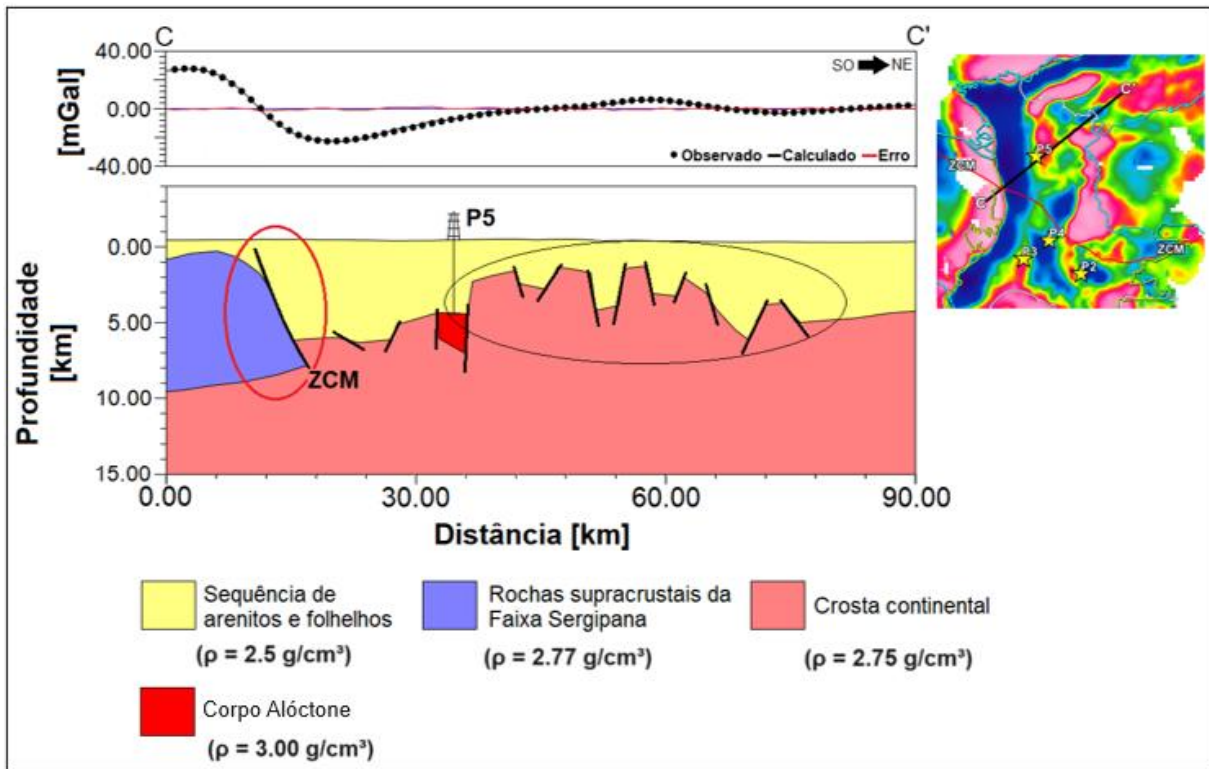 C
C'
40.00
0.00
-40.00
[mGal]
SO NE
Observado Calculado Erro
P5
0.00
5.00
10.00
15.00
Profundidade
[km]
ZCM
0.00
30.00
60.00
90.00
Distância [km]
C'
P5
ZCM
C
P4
P3
P2
ZCM
Sequência de
arenitos e folhelhos
(ρ = 2.5 g/cm³)
Rochas supracrustais da
Faixa Sergipana
(ρ = 2.77 g/cm³)
Crosta continental
(ρ = 2.75 g/cm³)
Corpo Alóctone
(ρ = 3.00 g/cm³)